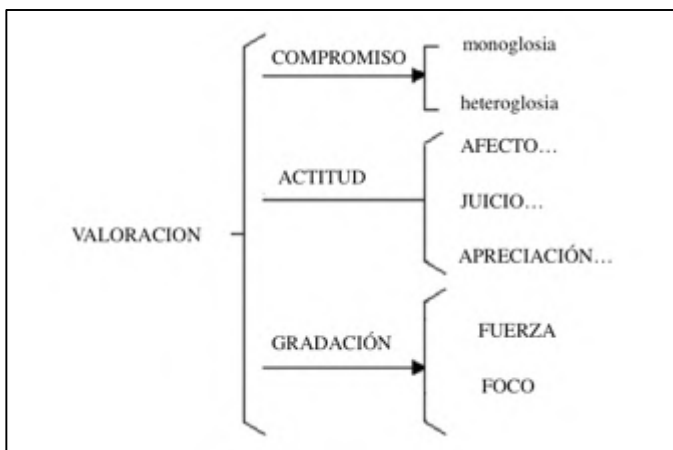 COMPROMISO
monoglosia
heteroglosia
VALORACION
ACTITUD
AFECTO...
JUICIO...
APRECIACIÓN...
GRADACIÓN
FUERZA
FOCO